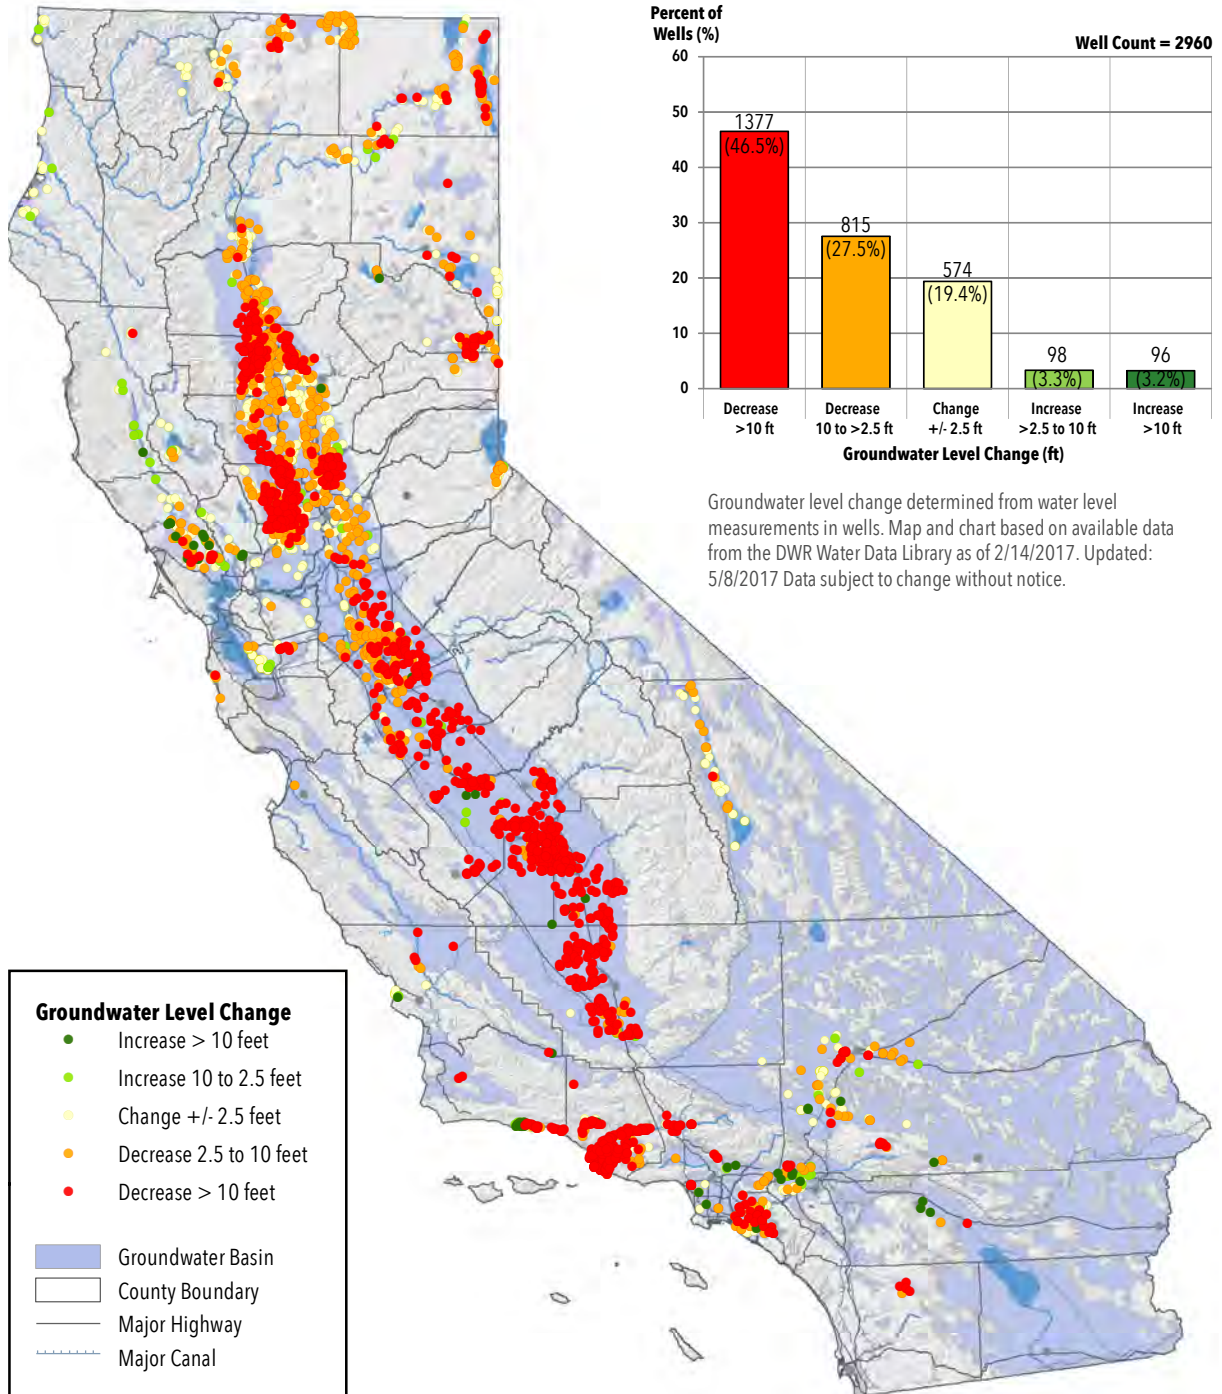 Percent of
Wells (%)
Well Count = 2960
60
50
40
30
20
10
0
1377
(46.5%)
815
(27.5%)
574
(19.4%)
98
(3.3%)
96
(3.2%)
Decrease
>10 ft
Decrease
10 to >2.5 ft
Change
+/- 2.5 ft
Increase
>2.5 to 10 ft
Increase
>10 ft
Groundwater Level Change (ft)
Groundwater level change determined from water level
measurements in wells. Map and chart based on available data
from the DWR Water Data Library as of 2/14/2017. Updated:
5/8/2017 Data subject to change without notice.
Groundwater Level Change
Increase > 10 feet
Increase 10 to 2.5 feet
Change +/- 2.5 feet
Decrease 2.5 to 10 feet
Decrease > 10 feet
Groundwater Basin
County Boundary
Major Highway
Major Canal